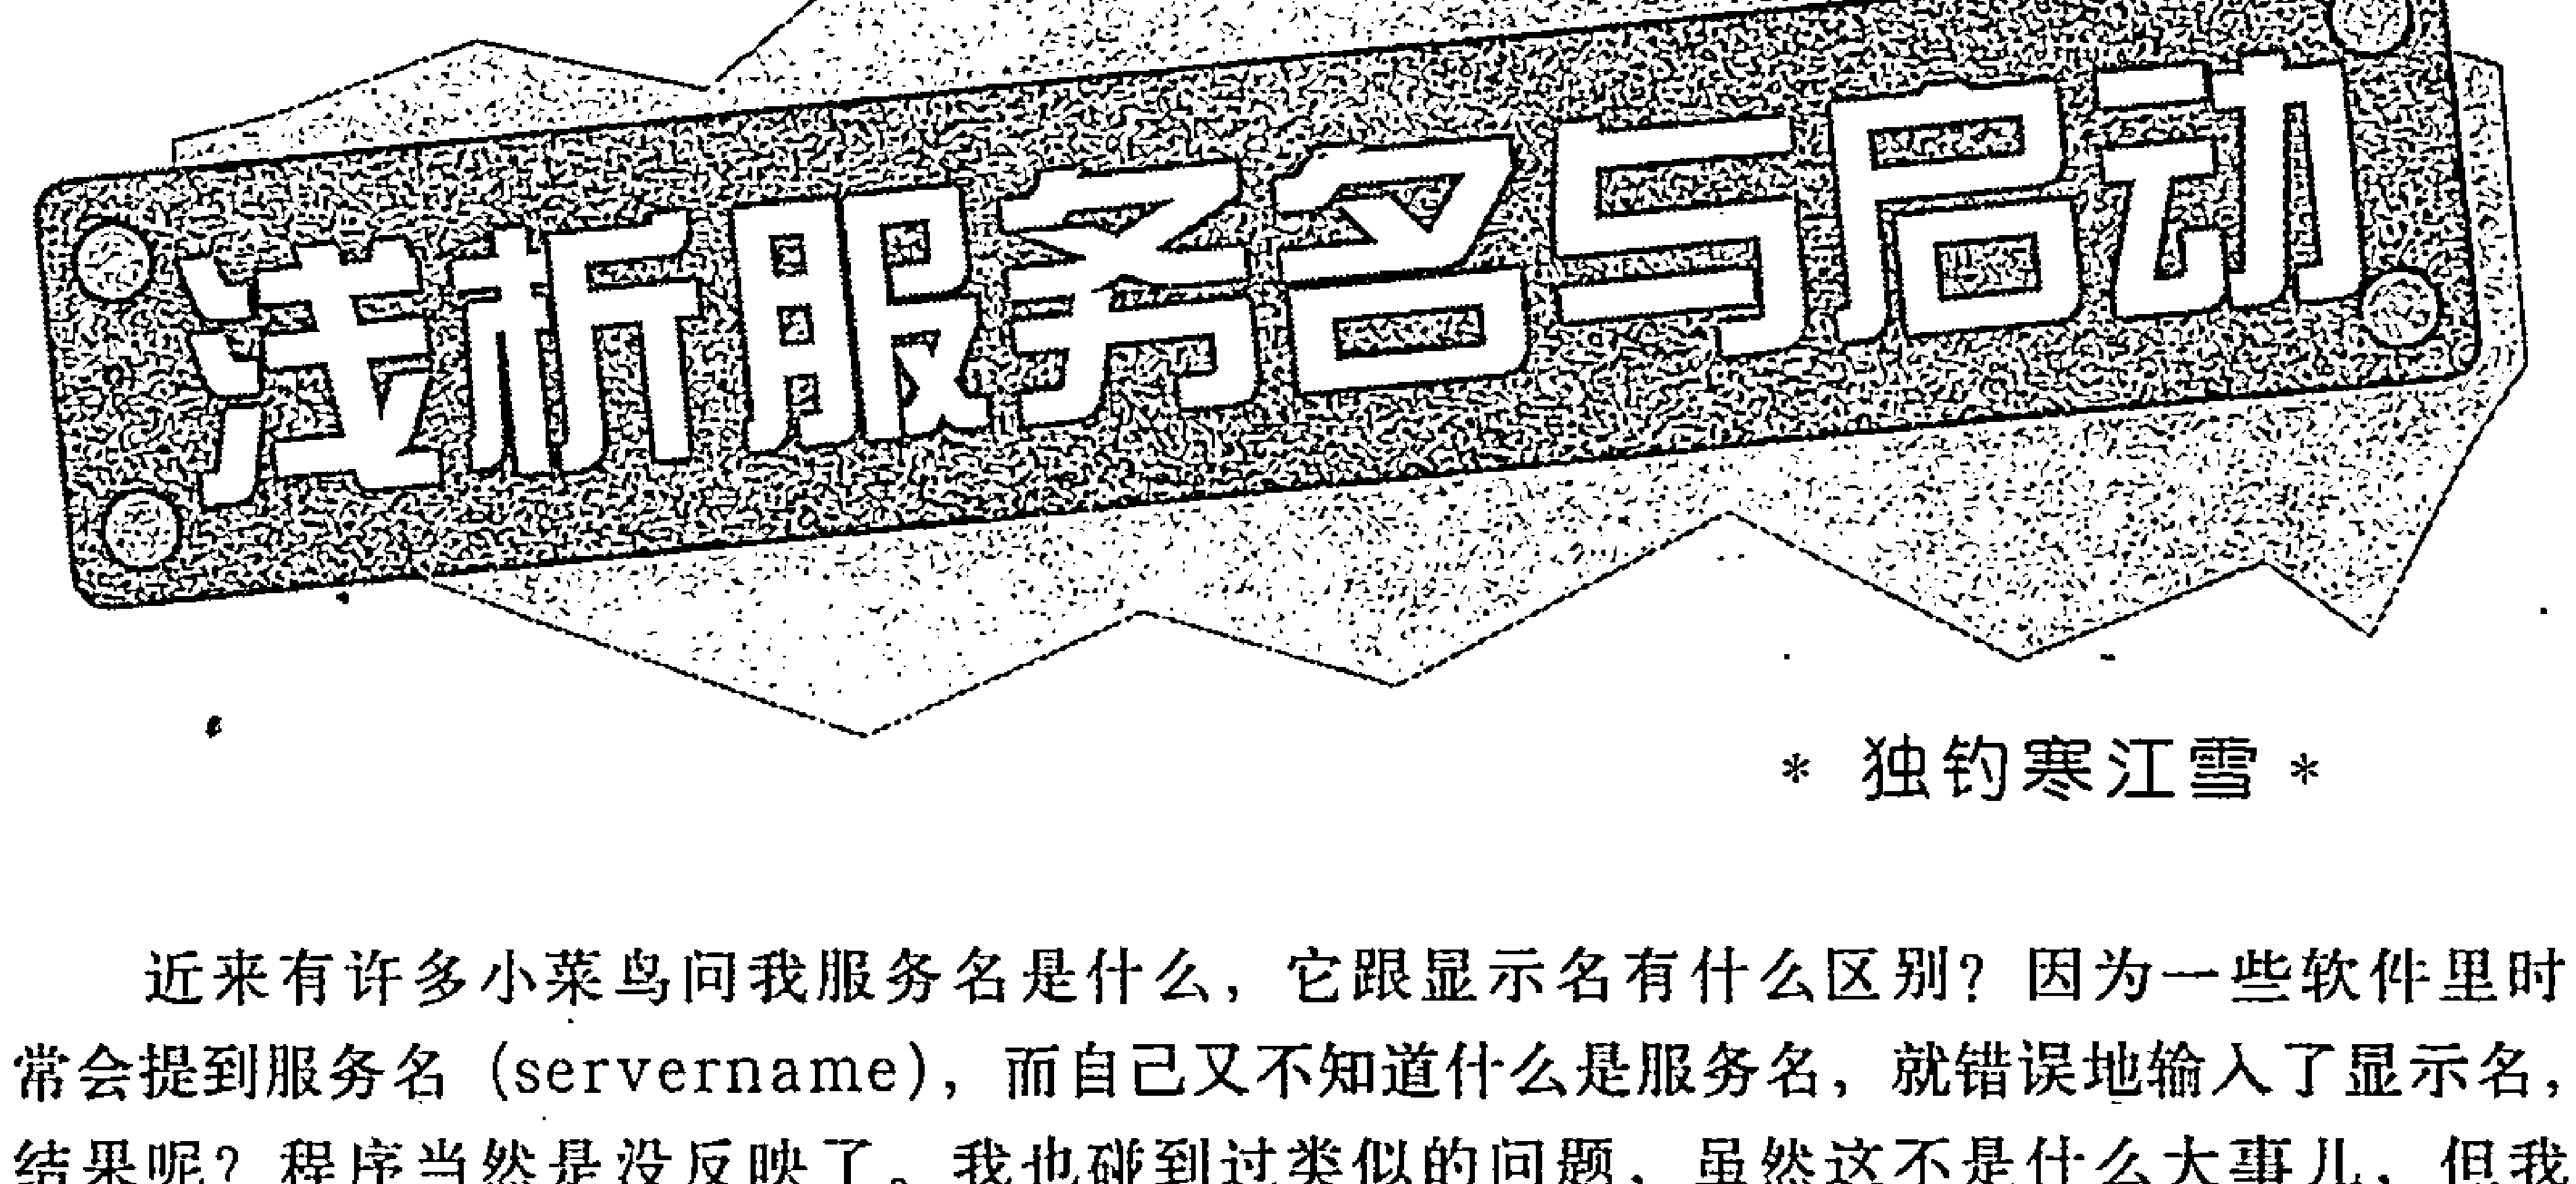 浅析服务名与启动
* 独钓寒江雪 *
近来有许多小菜鸟问我服务名是什么，它跟显示名有什么区别？因为一些软件里时
常会提到服务名（servername），而自己又不知道什么是服务名，就错误地输入了显示名，
结果呢？程序当然是没反映了。我也碰到过类似的问题，虽然这不是什么大事儿，但我